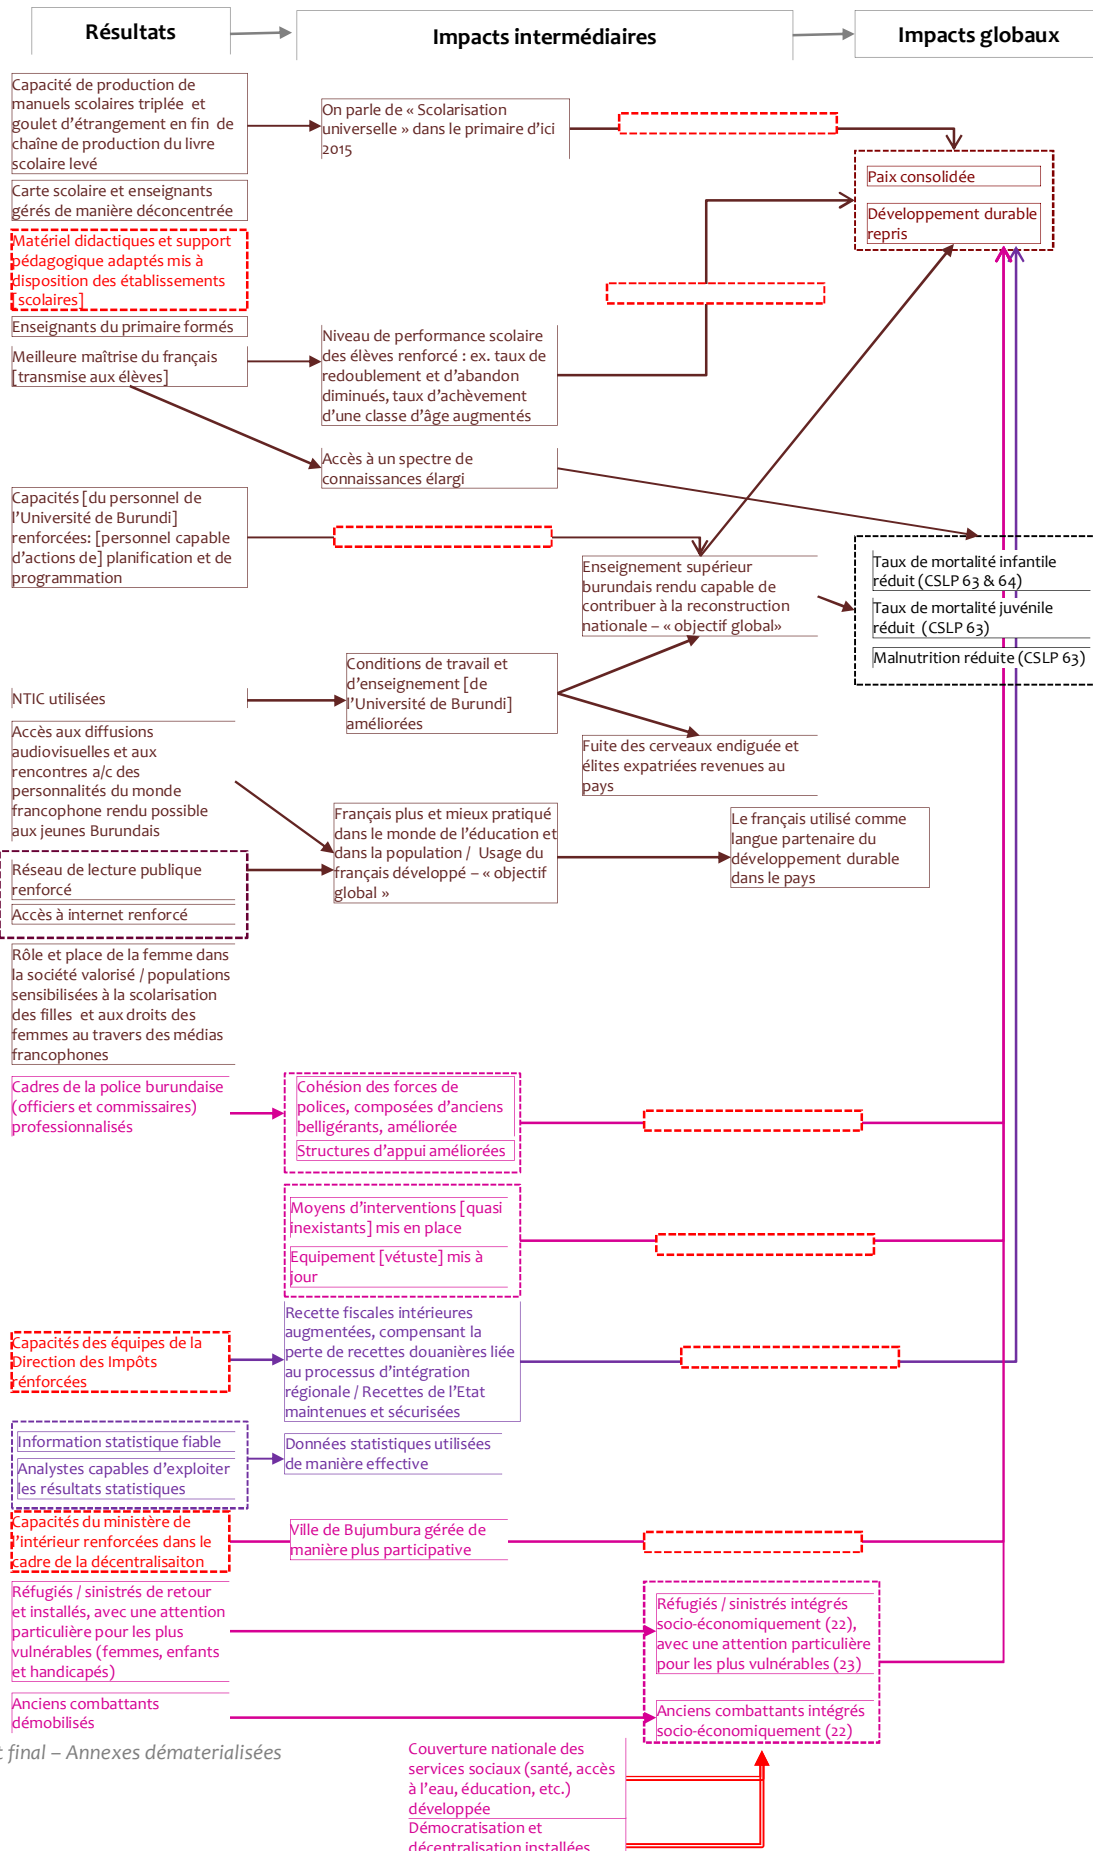 Résultats
Impacts intermédiaires
Impacts globaux
Capacité de production de
manuels scolaires triplée et
goulet d'étrangement en fin de
chaîne de production du livre
scolaire levé
On parle de « Scolarisation
universelle » dans le primaire d'ici
2015
Paix consolidée
Développement durable
repris
Carte scolaire et enseignants
gérés de manière déconcentrée
Matériel didactiques et support
pédagogique adaptés mis à
disposition des établissements
[scolaires]
Enseignants du primaire formés
Meilleure maîtrise du français
[transmise aux élèves]
Niveau de performance scolaire
des élèves renforcé : ex. taux de
redoublement et d'abandon
diminués, taux d'achèvement
d'une classe d'âge augmentés
Accès à un spectre de
connaissances élargi
Capacités [du personnel de
l'Université de Burundi]
renforcées: [personnel capable
d'actions de] planification et de
programmation
Enseignement supérieur
burundais rendu capable de
contribuer à la reconstruction
nationale – « objectif global»
Taux de mortalité infantile
réduit (CSLP 63 & 64)
Taux de mortalité juvénile
réduit (CSLP 63)
Malnutrition réduite (CSLP 63)
NTIC utilisées
Conditions de travail et
d'enseignement [de
l'Université de Burundi]
améliorées
Fuite des cerveaux endiguée et
élites expatriées revenues au
pays
Accès aux diffusions
audiovisuelles et aux
rencontres a/c des
personnalités du monde
francophone rendu possible
aux jeunes Burundais
Français plus et mieux pratiqué
dans le monde de l'éducation et
dans la population / Usage du
français développé – « objectif
global »
Le français utilisé comme
langue partenaire du
développement durable
dans le pays
Réseau de lecture publique
renforcé
Accès à internet renforcé
Rôle et place de la femme dans
la société valorisé / populations
sensibilisées à la scolarisation
des filles et aux droits des
femmes au travers des médias
francophones
Cadres de la police burundaise
(officiers et commissaires)
professionnalisés
Cohésion des forces de
polices, composées d'anciens
belligérants, améliorée
Structures d'appui améliorées
Moyens d'interventions [quasi
inexistants] mis en place
Equipement [vétuste] mis à
jour
Capacités des équipes de la
Direction des Impôts
rénforcées
Recette fiscales intérieures
augmentées, compensant la
perte de recettes douanières liée
au processus d'intégration
régionale / Recettes de l'Etat
maintenues et sécurisées
Information statistique fiable
Analystes capables d'exploiter
les résultats statistiques
Données statistiques utilisées
de manière effective
Capacités du ministère de
l'intérieur renforcées dans le
cadre de la décentralisaiton
Ville de Bujumbura gérée de
manière plus participative
Réfugiés / sinistrés de retour
et installés, avec une attention
particulière pour les plus
vulnérables (femmes, enfants
et handicapés)
Réfugiés / sinistrés intégrés
socio-économiquement (22),
avec une attention particulière
pour les plus vulnérables (23)
Anciens combattants
démobilisés
Anciens combattants intégrés
socio-économiquement (22)
t final – Annexes dématerialisées
Couverture nationale des
services sociaux (santé, accès
à l'eau, éducation, etc.)
développée
Démocratisation et
décentralisation installées